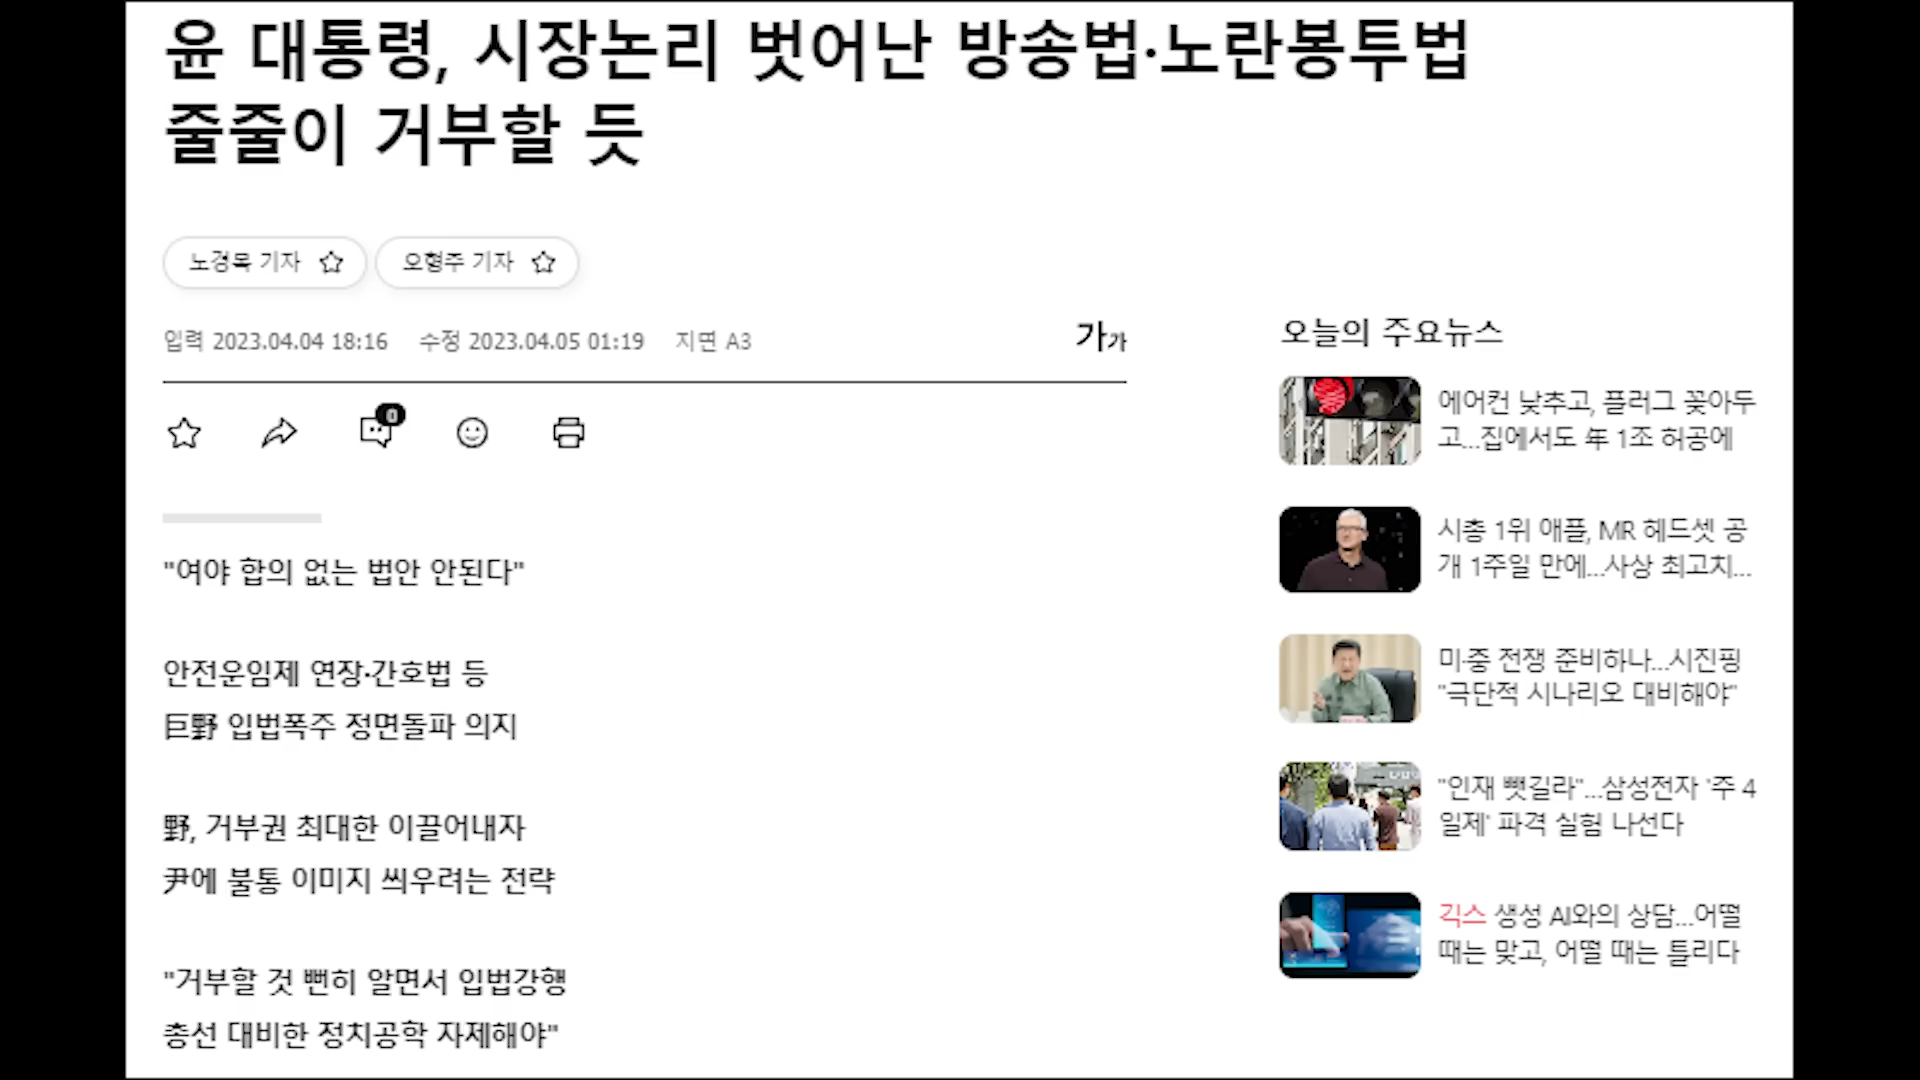 윤 대통령, 시장논리 벗어난 방송법·노란봉투법
줄줄이 거부할 듯
노경목 기자
오형주 기자
입력 2023.04.04 18:16 수정 2023.04.05 01:19 지면 A3
가가
0
"여야 합의 없는 법안 안된다"
안전운임제 연장·간호법 등
巨野 입법폭주 정면돌파 의지
野, 거부권 최대한 이끌어내자
尹에 불통 이미지 씌우려는 전략
"거부할 것 뻔히 알면서 입법강행
총선 대비한 정치공학 자제해야"
오늘의 주요뉴스
에어컨 낮추고, 플러그 꽂아두
고...집에서도 年 1조 허공에
시총 1위 애플, MR 헤드셋 공
개 1주일 만에...사상 최고치...
미·중 전쟁 준비하나...시진핑
"극단적 시나리오 대비해야"
"인재 뺏길라"...삼성전자 '주 4
일제' 파격 실험 나선다
긱스 생성 AI와의 상담...어떨
때는 맞고, 어떨 때는 틀리다